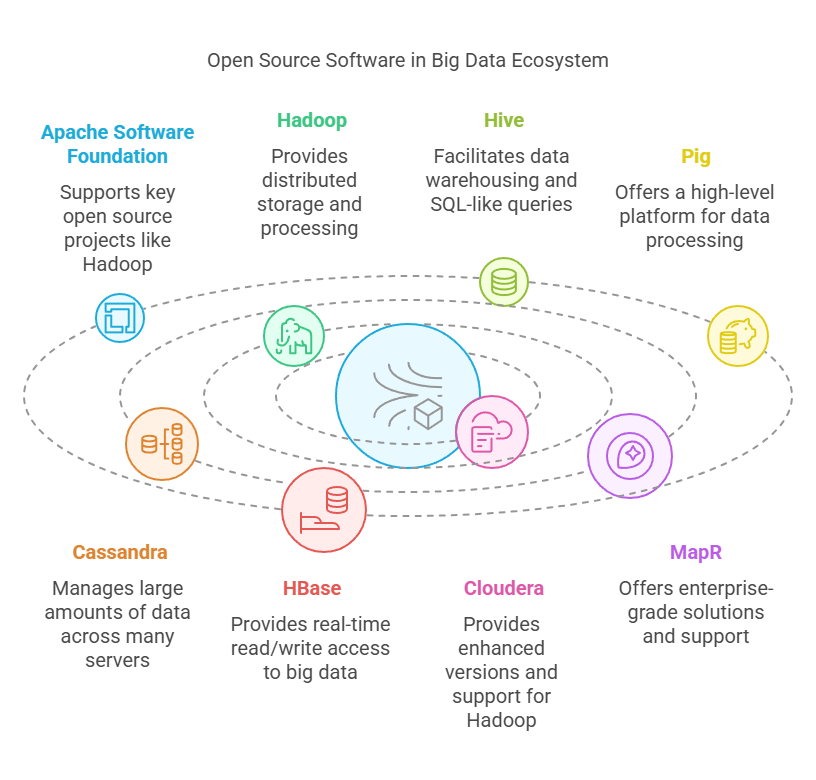 Open Source Software in Big Data Ecosystem
Apache Software
Foundation
Supports key
open source
projects like
Hadoop
Hadoop
Provides
distributed
storage and
processing
Hive
Facilitates data
warehousing and
SQL-like queries
Pig
Offers a high-level
platform for data
processing
Cassandra
Manages large
amounts of data
across many
servers
HBase
Provides real-time
read/write access
to big data
Cloudera
Provides
enhanced
versions and
support for
Hadoop
MapR
Offers enterprise-
grade solutions
and support